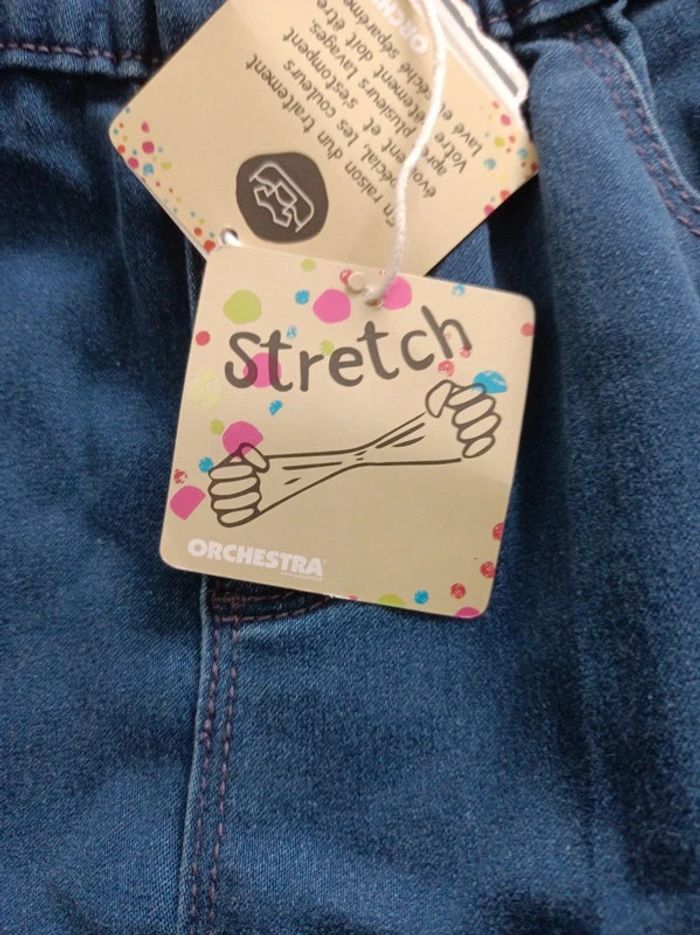 Stretch
ORCHESTRA
En raison d'un traitement
spécial, les couleurs
évoluent et s'estompent
après plusieurs lavages.
Votre vêtement doit être
lavé et séché